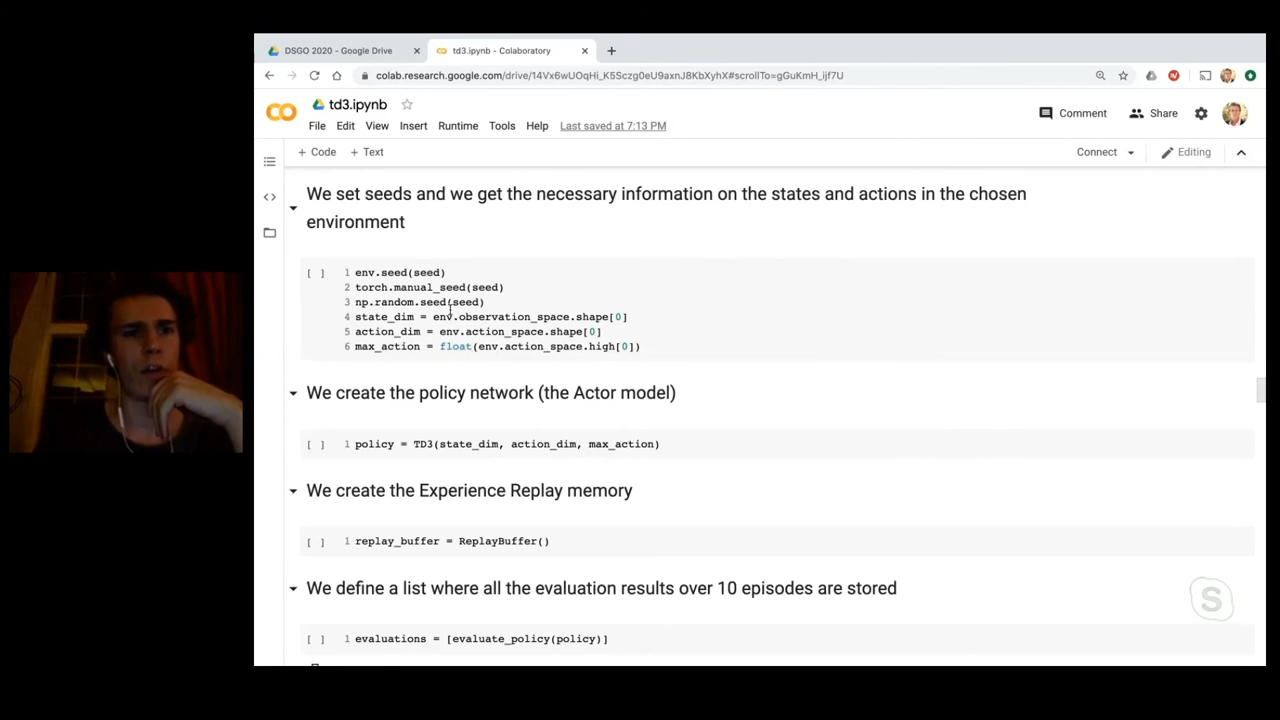 DSGO 2020 - Google Drive
td3.ipynb - Colaboratory
colab.research.google.com/drive/14Vx6wUOqHi_K5Sczg0eU9axnJ8KbXyhX#scrollTo=gGuKmH_ijf7U
CO
td3.ipynb
Comment
Share
File Edit View Insert Runtime Tools Help Last saved at 7:13 PM
+ Code + Text
Connect
Editing
We set seeds and we get the necessary information on the states and actions in the chosen
environment
[ ] 1 env.seed(seed)
2 torch.manual_seed(seed)
3 np.random.seed(seed)
4 state_dim = env.observation_space.shape[0]
5 action_dim = env.action_space.shape[0]
6 max_action = float(env.action_space.high[0])
We create the policy network (the Actor model)
[ ] 1 policy = TD3(state_dim, action_dim, max_action)
We create the Experience Replay memory
[ ] 1 replay_buffer = ReplayBuffer()
We define a list where all the evaluation results over 10 episodes are stored
[ ] 1 evaluations = [evaluate_policy(policy)]
S